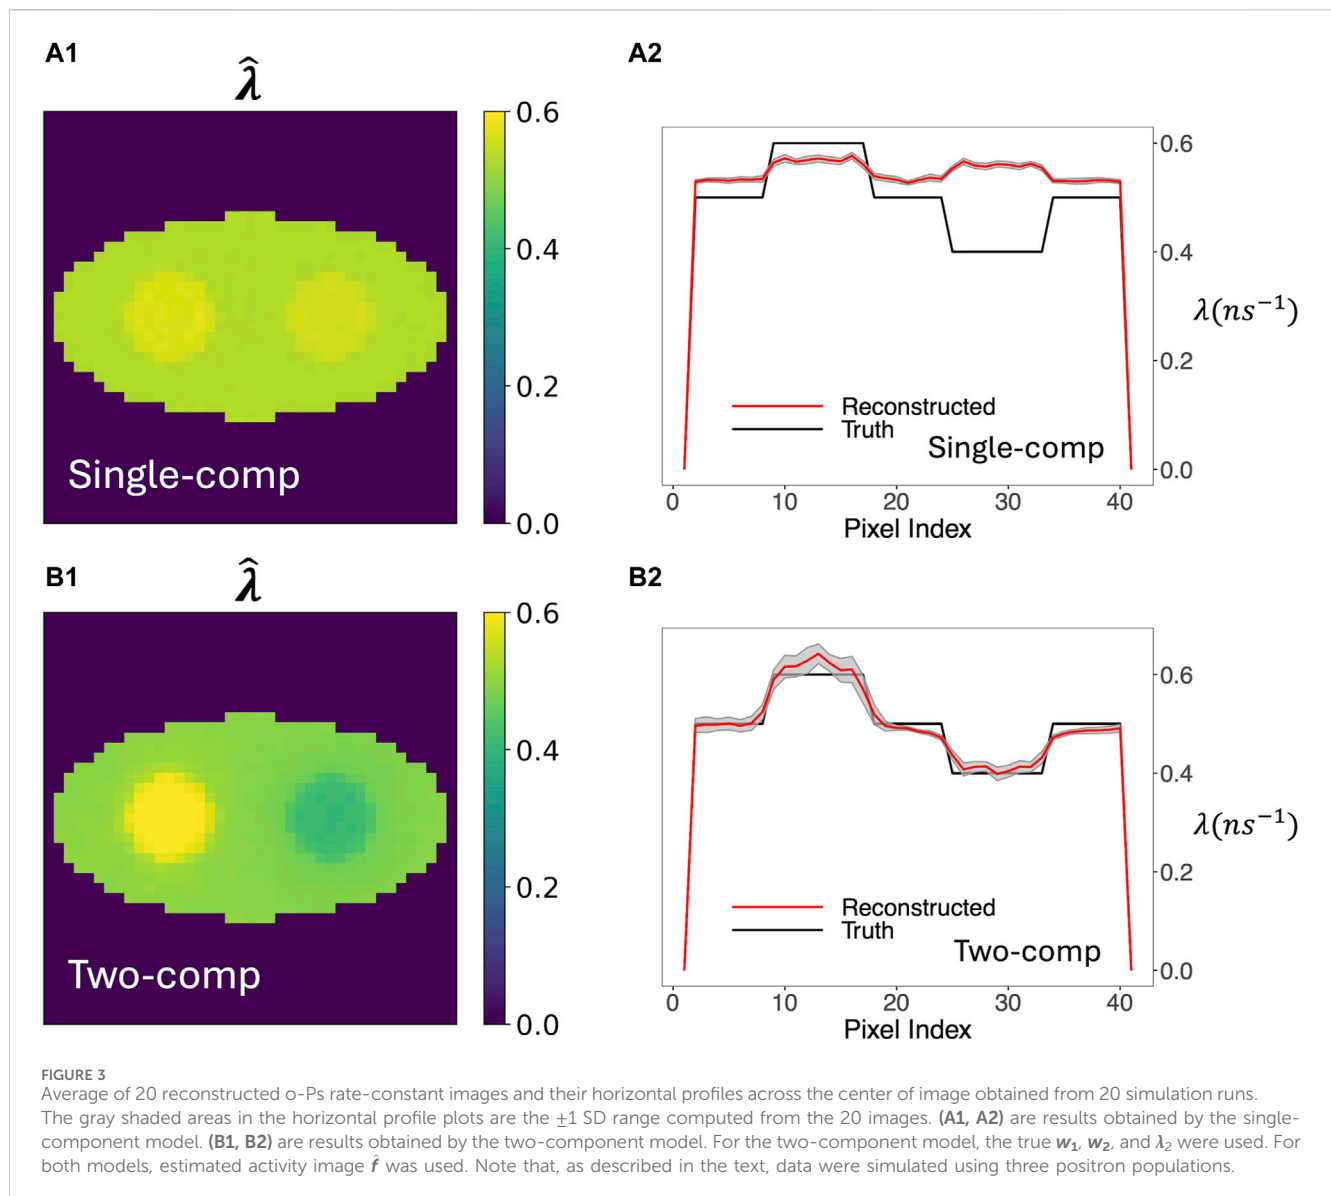 A1
λ̂
0.6
0.4
0.2
0.0
Single-comp
A2
0.6
0.4
λ(ns⁻¹)
0.2
0.0
Reconstructed
Truth
Single-comp
0 10 20 30 40
Pixel Index
B1
λ̂
0.6
0.4
0.2
0.0
Two-comp
B2
0.6
0.4
λ(ns⁻¹)
0.2
0.0
Reconstructed
Truth
Two-comp
0 10 20 30 40
Pixel Index
FIGURE 3
Average of 20 reconstructed o-Ps rate-constant images and their horizontal profiles across the center of image obtained from 20 simulation runs.
The gray shaded areas in the horizontal profile plots are the ±1 SD range computed from the 20 images. (A1, A2) are results obtained by the single-
component model. (B1, B2) are results obtained by the two-component model. For the two-component model, the true w₁, w₂, and λ₂ were used. For
both models, estimated activity image f̂ was used. Note that, as described in the text, data were simulated using three positron populations.